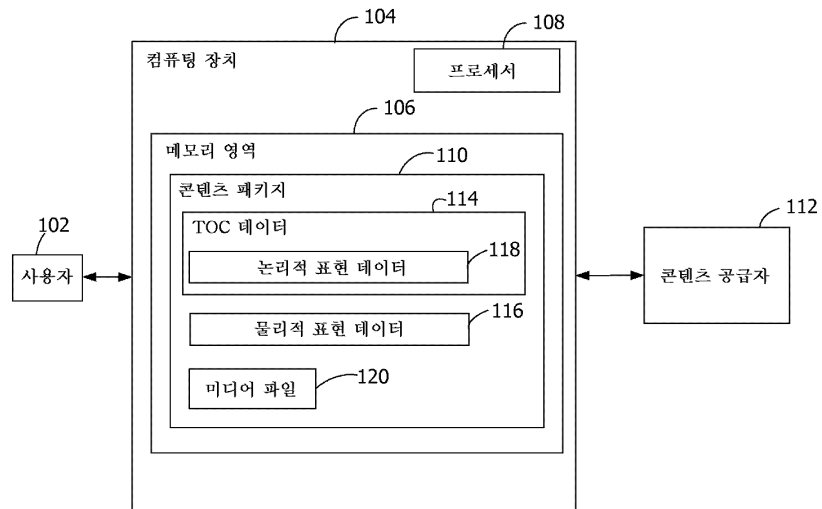 104
컴퓨팅 장치
108
프로세서
106
메모리 영역
110
콘텐츠 패키지
114
TOC 데이터
118
논리적 표현 데이터
116
물리적 표현 데이터
120
미디어 파일
102
사용자
112
콘텐츠 공급자